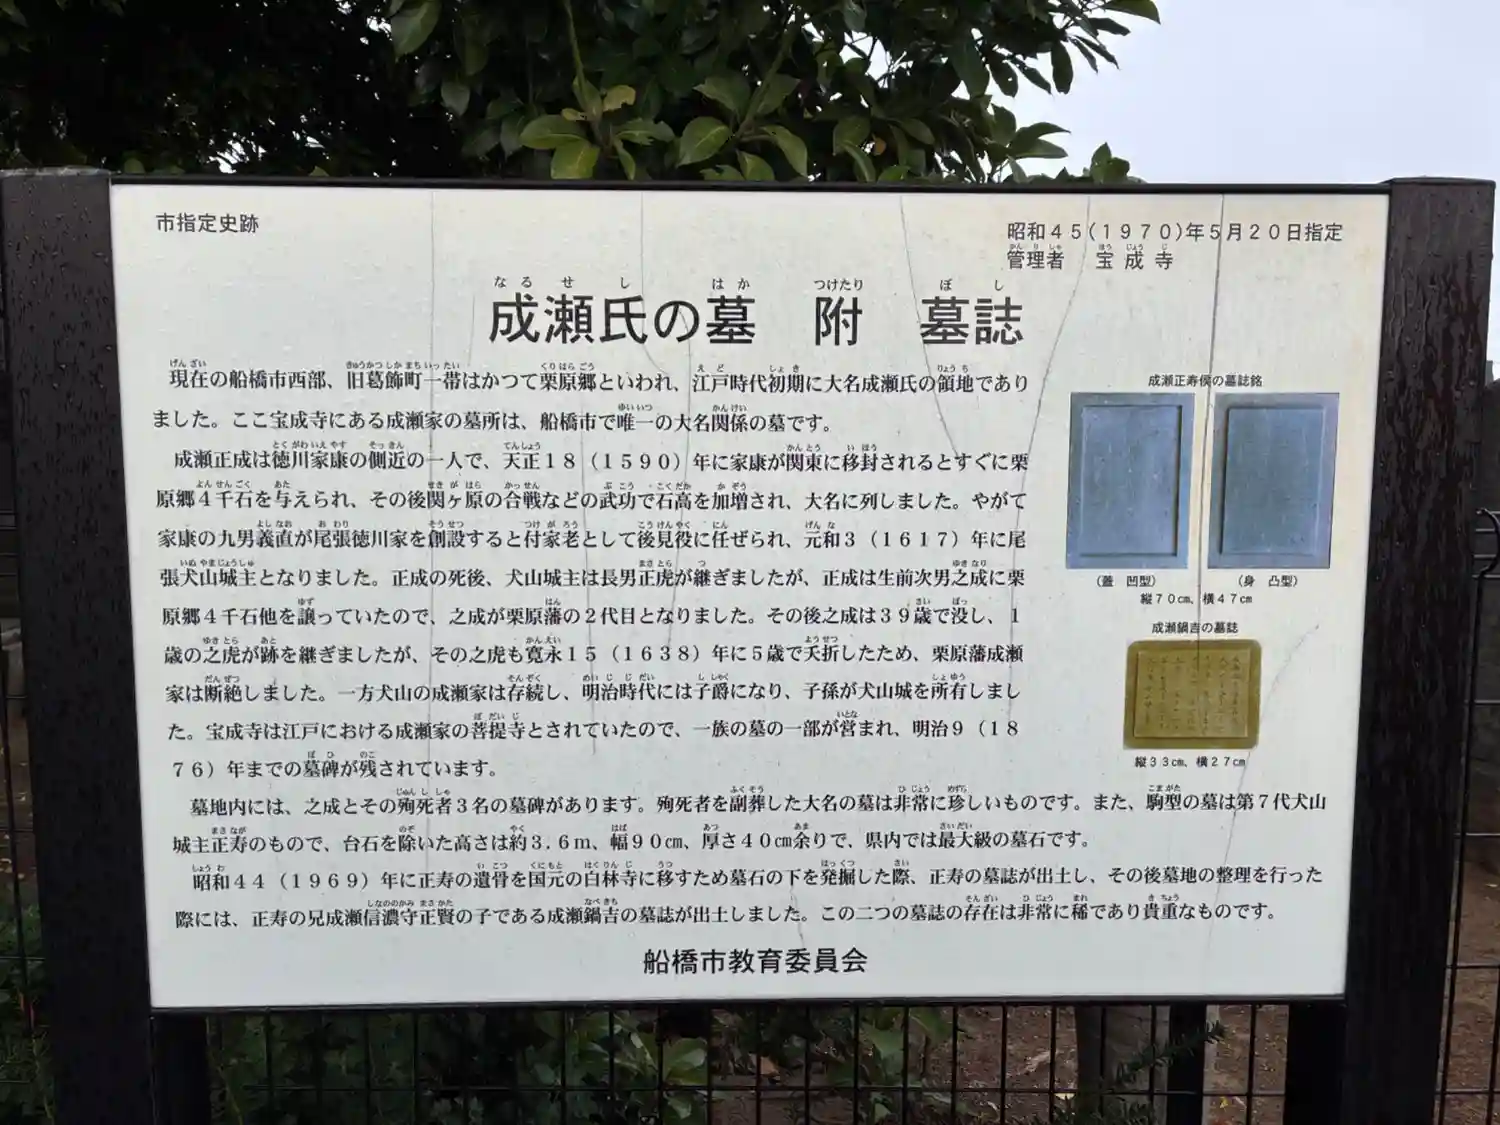 市指定史跡
昭和45(1970)年5月20日指定
管理者 宝成寺
かんりしゃ ほうじょうじ
なるせし はか つけたり ぼし
成瀬氏の墓 附 墓誌
現在の船橋市西部、旧葛飾町一帯はかつて栗原郷といわれ、江戸時代初期に大名成瀬氏の領地であり
ました。ここ宝成寺にある成瀬家の墓所は、船橋市で唯一の大名関係の墓です。
成瀬正成は徳川家康の側近の一人で、天正18(1590)年に家康が関東に移封されるとすぐに栗
原郷4千石を与えられ、その後関ヶ原の合戦などの武功で石高を加増され、大名に列しました。やがて
家康の九男義直が尾張徳川家を創設すると付家老として後見役に任ぜられ、元和3(1617)年に尾
張犬山城主となりました。正成の死後、犬山城主は長男正虎が継ぎましたが、正成は生前次男之成に栗
原郷4千石他を譲っていたので、之成が栗原藩の2代目となりました。その後之成は39歳で没し、1
歳の之虎が跡を継ぎましたが、その之虎も寛永15(1638)年に5歳で夭折したため、栗原藩成瀬
家は断絶しました。一方犬山の成瀬家は存続し、明治時代には子爵になり、子孫が犬山城を所有しまし
た。宝成寺は江戸における成瀬家の菩提寺とされていたので、一族の墓の一部が営まれ、明治9(18
76)年までの墓碑が残されています。
墓地内には、之成とその殉死者3名の墓碑があります。殉死者を副葬した大名の墓は非常に珍しいものです。また、駒型の墓は第7代犬山
城主正寿のもので、台石を除いた高さは約3.6m、幅90㎝、厚さ40㎝余りで、県内では最大級の墓石です。
昭和44(1969)年に正寿の遺骨を国元の白林寺に移すため墓石の下を発掘した際、正寿の墓誌が出土し、その後墓地の整理を行った
際には、正寿の兄成瀬信濃守正賢の子である成瀬鍋吉の墓誌が出土しました。この二つの墓誌の存在は非常に稀であり貴重なものです。
船橋市教育委員会
成瀬正寿侯の墓誌銘
(蓋 凹型) (身 凸型)
縦70㎝、横47㎝
成瀬鍋吉の墓誌
縦33㎝、横27㎝